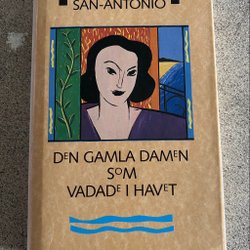 SAN-ANTONIO
DEN GAMLA DAMEN
SOM
VADADE I HAVET